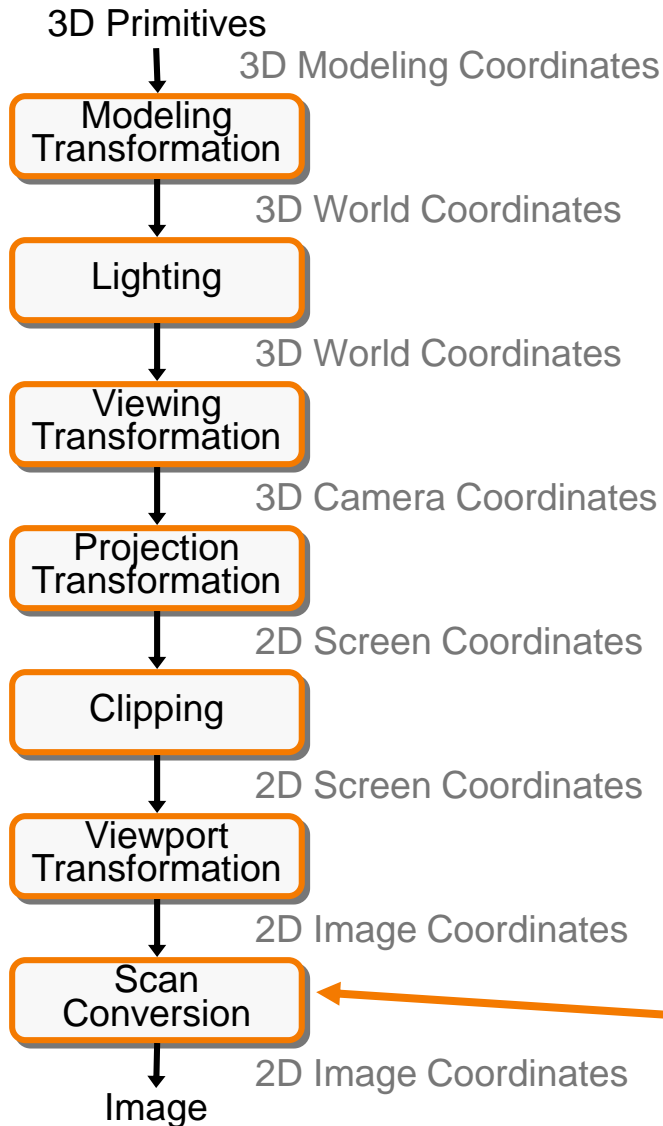 3D Primitives
3D Modeling Coordinates
Modeling
Transformation
3D World Coordinates
Lighting
3D World Coordinates
Viewing
Transformation
3D Camera Coordinates
Projection
Transformation
2D Screen Coordinates
Clipping
2D Screen Coordinates
Viewport
Transformation
2D Image Coordinates
Scan
Conversion
2D Image Coordinates
Image